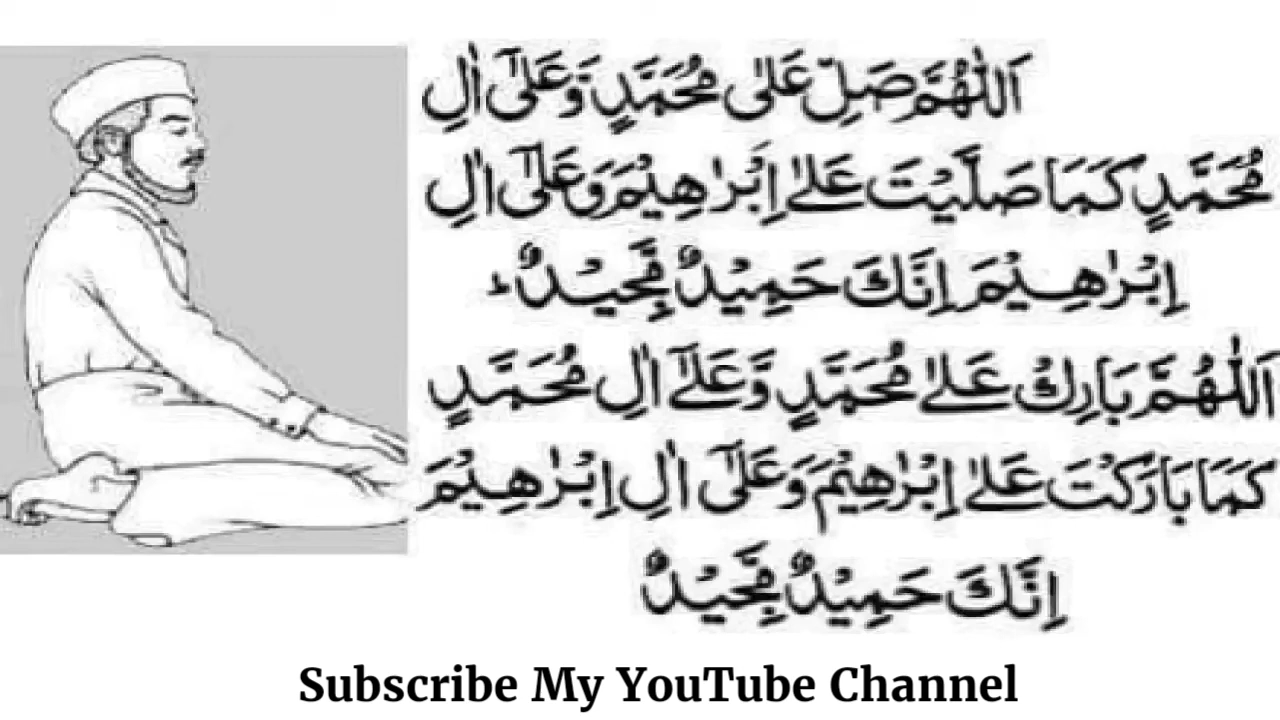 اَللّٰهُمَّ صَلِّ عَلٰى مُحَمَّدٍ وَّعَلٰٓى اٰلِ
مُحَمَّدٍ كَمَا صَلَّيْتَ عَلٰے اِبْرٰهِيْمَ وَعَلٰٓى اٰلِ
اِبْرٰهِيْمَ اِنَّكَ حَمِيْدٌ مَّجِيْدٌ ط
اَللّٰهُمَّ بَارِكْ عَلٰے مُحَمَّدٍ وَّعَلٰٓے اٰلِ مُحَمَّدٍ
كَمَا بَارَكْتَ عَلٰے اِبْرٰهِيْمَ وَعَلٰٓى اٰلِ اِبْرٰهِيْمَ
اِنَّكَ حَمِيْدٌ مَّجِيْدٌ
Subscribe My YouTube Channel